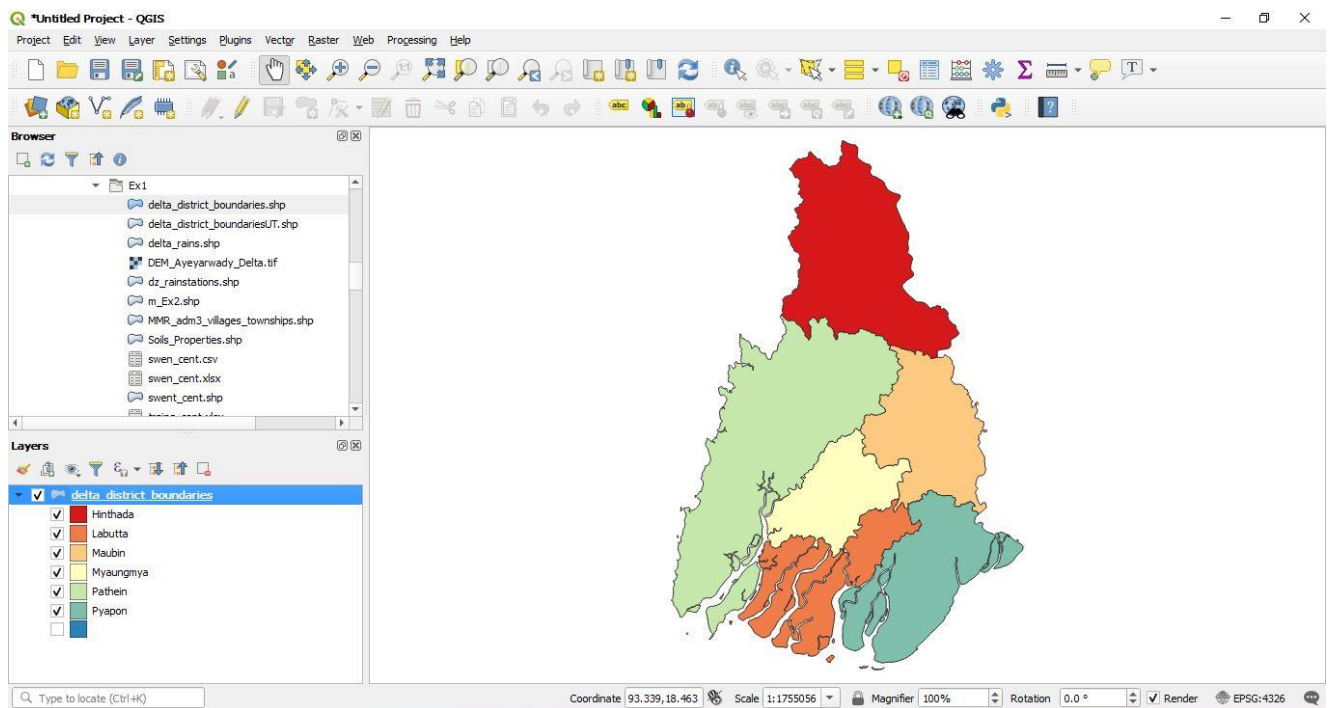 *Untitled Project - QGIS
Project Edit View Layer Settings Plugins Vector Raster Web Processing Help
Browser
Ex1
delta_district_boundaries.shp
delta_district_boundariesUT.shp
delta_rains.shp
DEM_Ayeyarwady_Delta.tif
dz_rainstations.shp
m_Ex2.shp
MMR_adm3_villages_townships.shp
Soils_Properties.shp
swen_cent.csv
swen_cent.xlsx
swent_cent.shp
Layers
delta_district_boundaries
Hinthada
Labutta
Maubin
Myaungmya
Pathein
Pyapon
Type to locate (Ctrl+K) Coordinate 93.339,18.463 Scale 1:1755056 Magnifier 100% Rotation 0.0 ° Render EPSG:4326